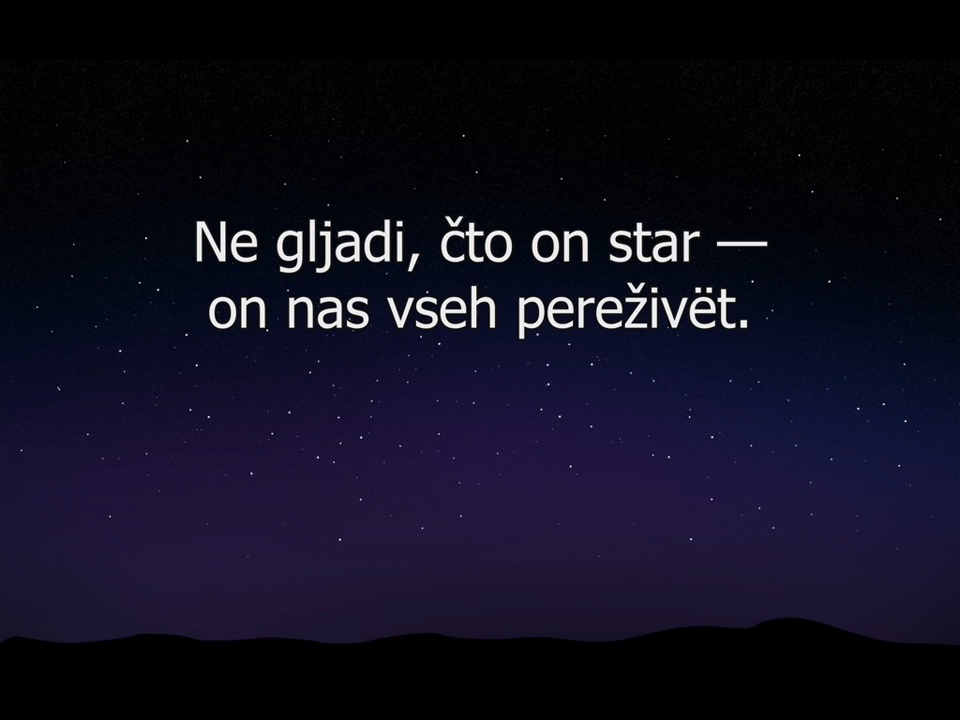 Ne gljadi, čto on star —
on nas vseh pereživët.